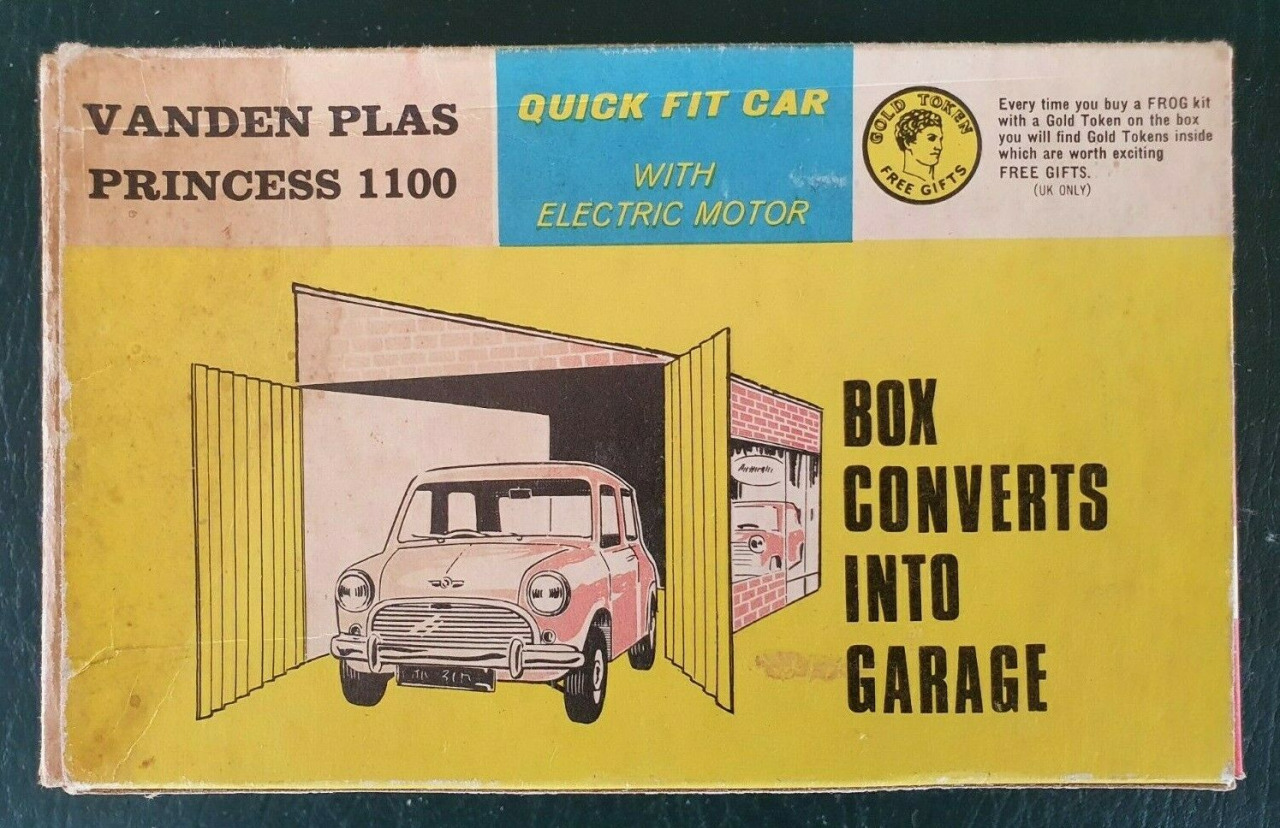 VANDEN PLAS
PRINCESS 1100
QUICK FIT CAR
WITH
ELECTRIC MOTOR
GOLD TOKEN
FREE GIFTS
Every time you buy a FROG kit
with a Gold Token on the box
you will find Gold Tokens inside
which are worth exciting
FREE GIFTS.
(UK ONLY)
BOX
CONVERTS
INTO
GARAGE